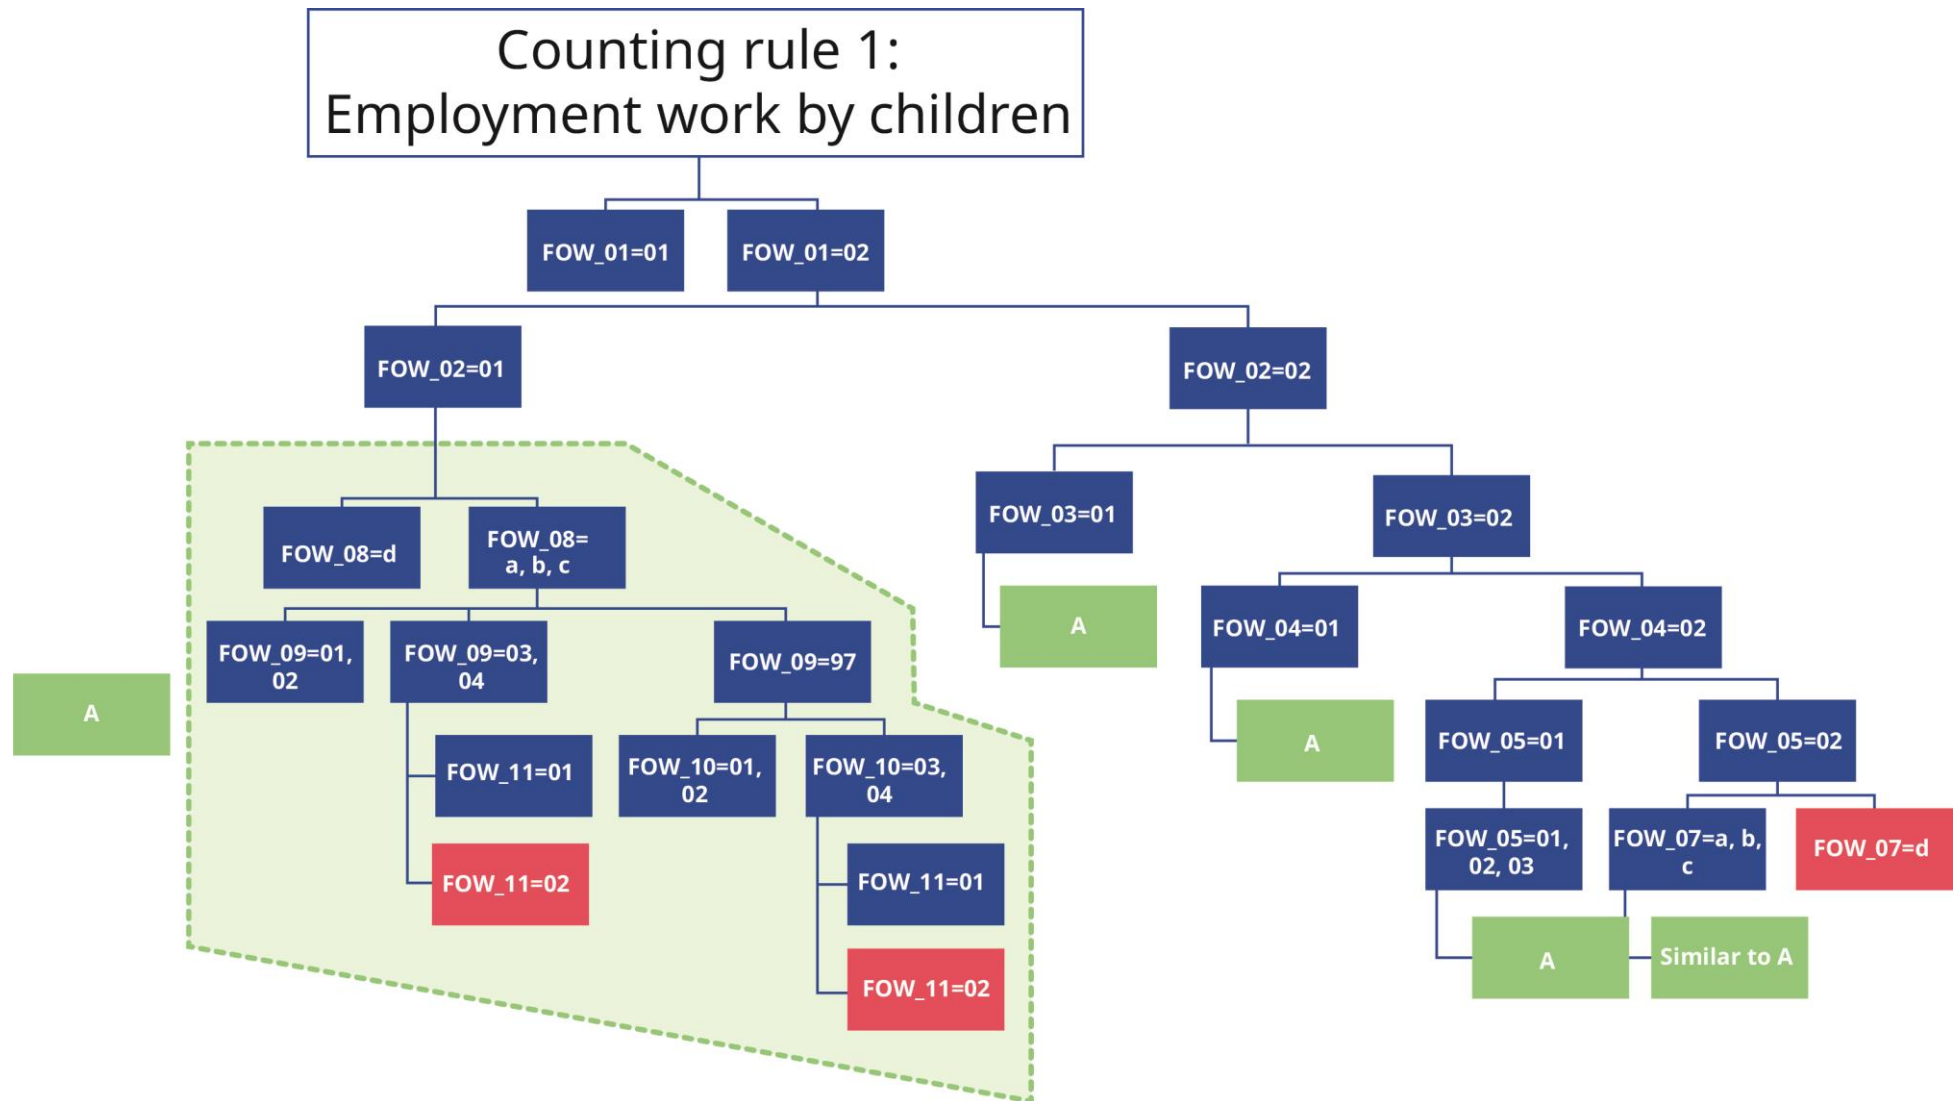 Counting rule 1:
Employment work by children
FOW_01=01
FOW_01=02
FOW_02=01
FOW_02=02
FOW_03=01
FOW_03=02
FOW_08=d
FOW_08=
a, b, c
A
FOW_04=01
FOW_04=02
FOW_09=01,
02
FOW_09=03,
04
FOW_09=97
A
A
FOW_05=01
FOW_05=02
FOW_11=01
FOW_10=01,
02
FOW_10=03,
04
FOW_05=01,
02, 03
FOW_07=a, b,
c
FOW_07=d
FOW_11=02
FOW_11=01
A
Similar to A
FOW_11=02